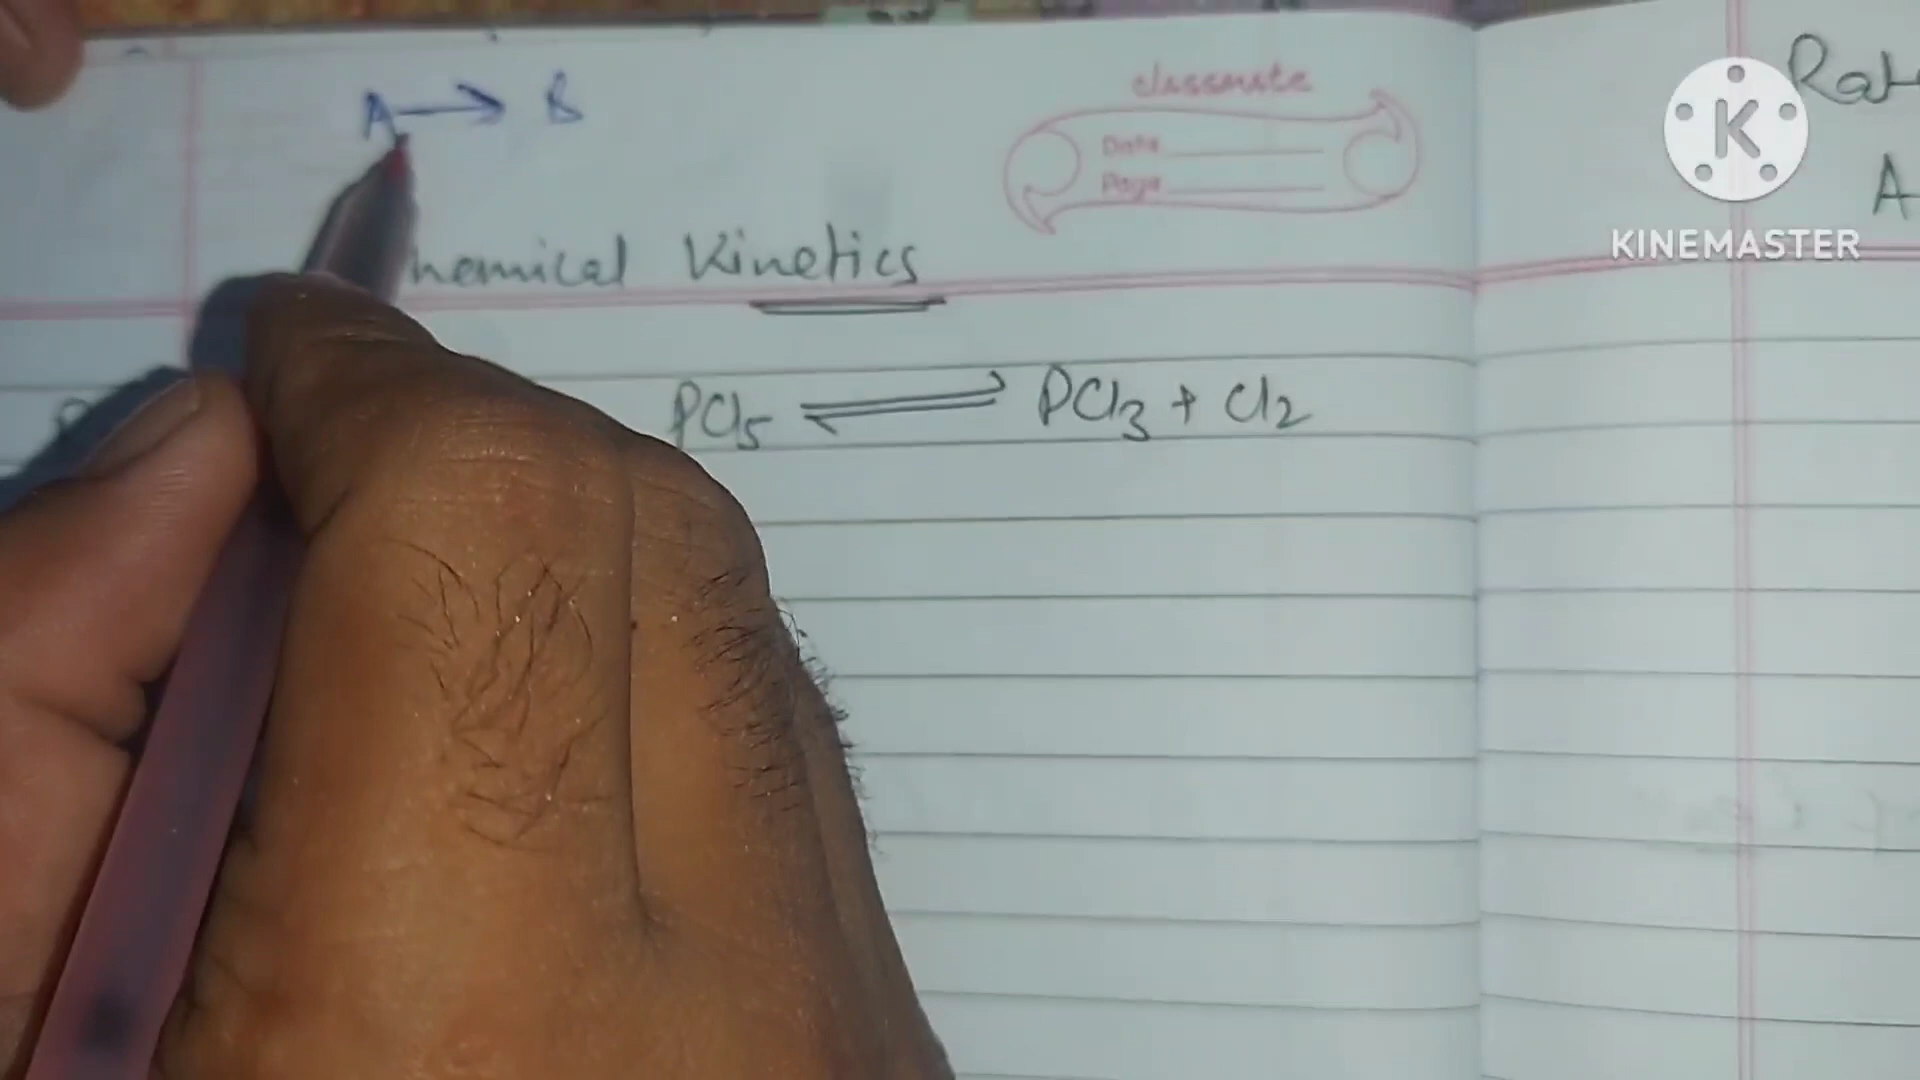 A → B
classmate
Date
Page
Chemical Kinetics
PCl5 ⇌ PCl3 + Cl2
A
K
KINEMASTER